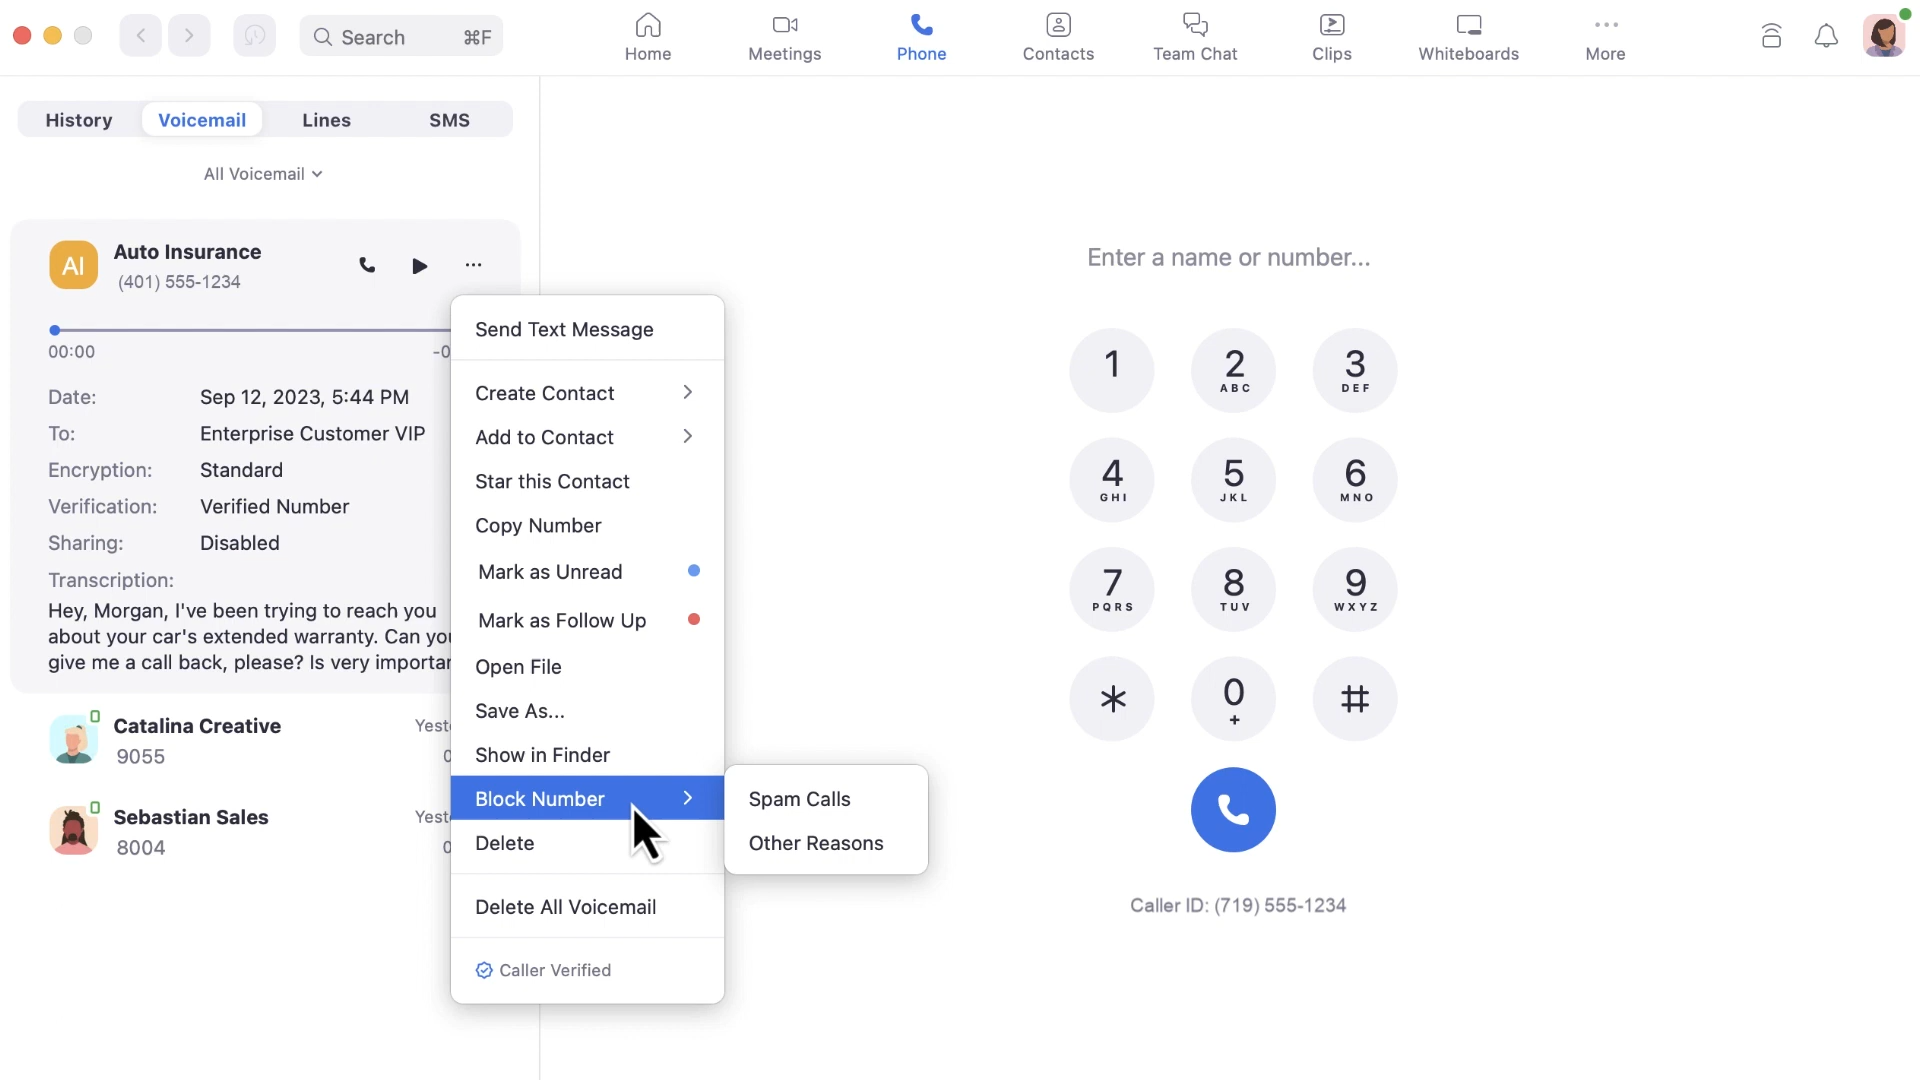 Search ⌘F
Home
Meetings
Phone
Contacts
Team Chat
Clips
Whiteboards
More
History
Voicemail
Lines
SMS
All Voicemail
AI
Auto Insurance
(401) 555-1234
00:00
-0
Date: Sep 12, 2023, 5:44 PM
To: Enterprise Customer VIP
Encryption: Standard
Verification: Verified Number
Sharing: Disabled
Transcription:
Hey, Morgan, I've been trying to reach you
about your car's extended warranty. Can you
give me a call back, please? Is very importan
Catalina Creative
9055
Yest
0
Sebastian Sales
8004
Yest
0
Send Text Message
Create Contact
Add to Contact
Star this Contact
Copy Number
Mark as Unread
Mark as Follow Up
Open File
Save As...
Show in Finder
Block Number
Delete
Delete All Voicemail
Caller Verified
Spam Calls
Other Reasons
Enter a name or number...
1
2 ABC
3 DEF
4 GHI
5 JKL
6 MNO
7 PQRS
8 TUV
9 WXYZ
*
0 +
#
Caller ID: (719) 555-1234